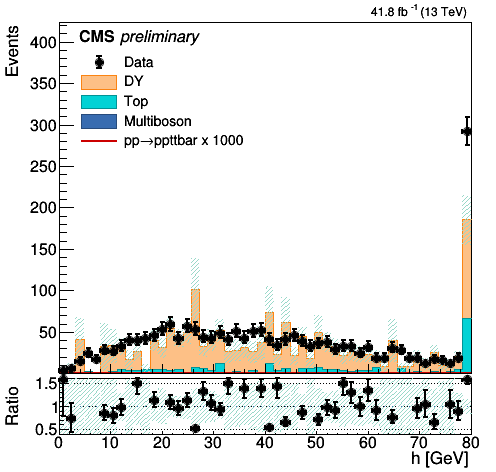 41.8 fb -1 (13 TeV)
CMS preliminary
Data
DY
Top
Multiboson
pp→ppttbar x 1000
Events
400
350
300
250
200
150
100
50
Ratio
1.5
1
0.5
0 10 20 30 40 50 60 70 80
h [GeV]